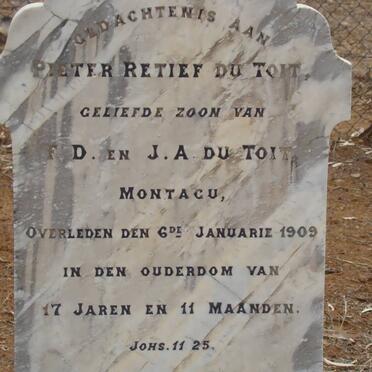 GEDACHTENIS AAN
PIETER RETIEF DU TOIT,
GELIEFDE ZOON VAN
F. D. EN J. A. DU TOIT,
MONTAGU,
OVERLEDEN DEN 6DE JANUARIE 1909
IN DEN OUDERDOM VAN
17 JAREN EN 11 MAANDEN.
JOHS. 11 25.